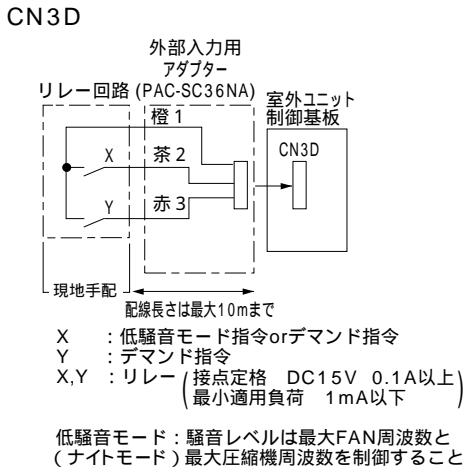 CN3D
外部入力用
アダプター
リレー回路 (PAC-SC36NA)
室外ユニット
制御基板
橙 1
CN3D
X
茶 2
Y
赤 3
現地手配
配線長さは最大10mまで
X :低騒音モード指令orデマンド指令
Y :デマンド指令
X,Y :リレー(接点定格 DC15V 0.1A以上
最小適用負荷 1mA以下)
低騒音モード:騒音レベルは最大FAN周波数と
(ナイトモード)最大圧縮機周波数を制御すること